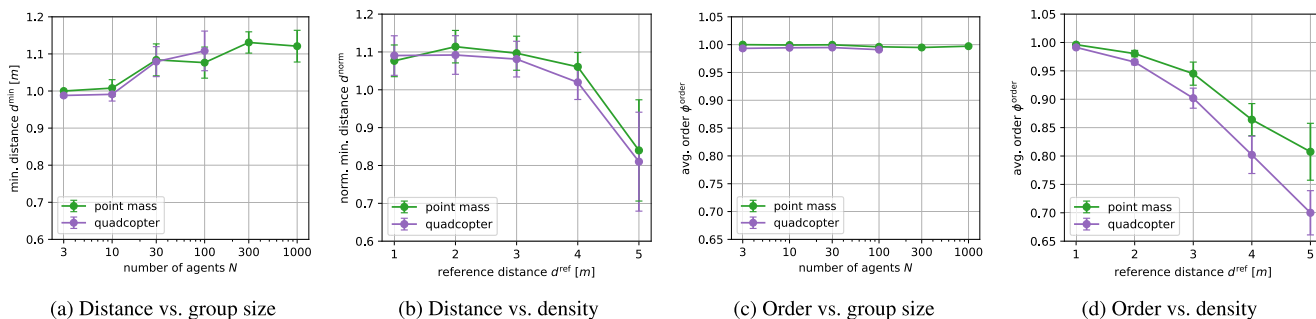 1.2
1.1
1.0
0.9
0.8
0.7
0.6
min. distance d^min [m]
point mass
quadcopter
3 10 30 100 300 1000
number of agents N
(a) Distance vs. group size
1.2
1.1
1.0
0.9
0.8
0.7
0.6
norm. min. distance d^norm
point mass
quadcopter
1 2 3 4 5
reference distance d^ref [m]
(b) Distance vs. density
1.05
1.00
0.95
0.90
0.85
0.80
0.75
0.70
0.65
avg. order ϕ^order
point mass
quadcopter
3 10 30 100 300 1000
number of agents N
(c) Order vs. group size
1.05
1.00
0.95
0.90
0.85
0.80
0.75
0.70
0.65
avg. order ϕ^order
point mass
quadcopter
1 2 3 4 5
reference distance d^ref [m]
(d) Order vs. density